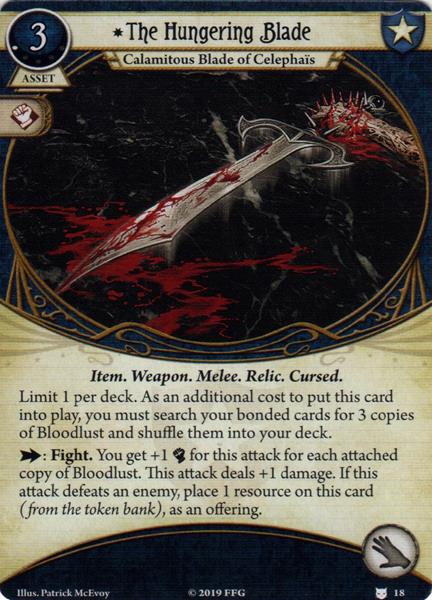 3
*The Hungering Blade
ASSET
Calamitous Blade of Celephaïs
Item. Weapon. Melee. Relic. Cursed.
Limit 1 per deck. As an additional cost to put this card
into play, you must search your bonded cards for 3 copies
of Bloodlust and shuffle them into your deck.
: Fight. You get +1 for this attack for each attached
copy of Bloodlust. This attack deals +1 damage. If this
attack defeats an enemy, place 1 resource on this card
(from the token bank), as an offering.
Illus. Patrick McEvoy © 2019 FFG 18